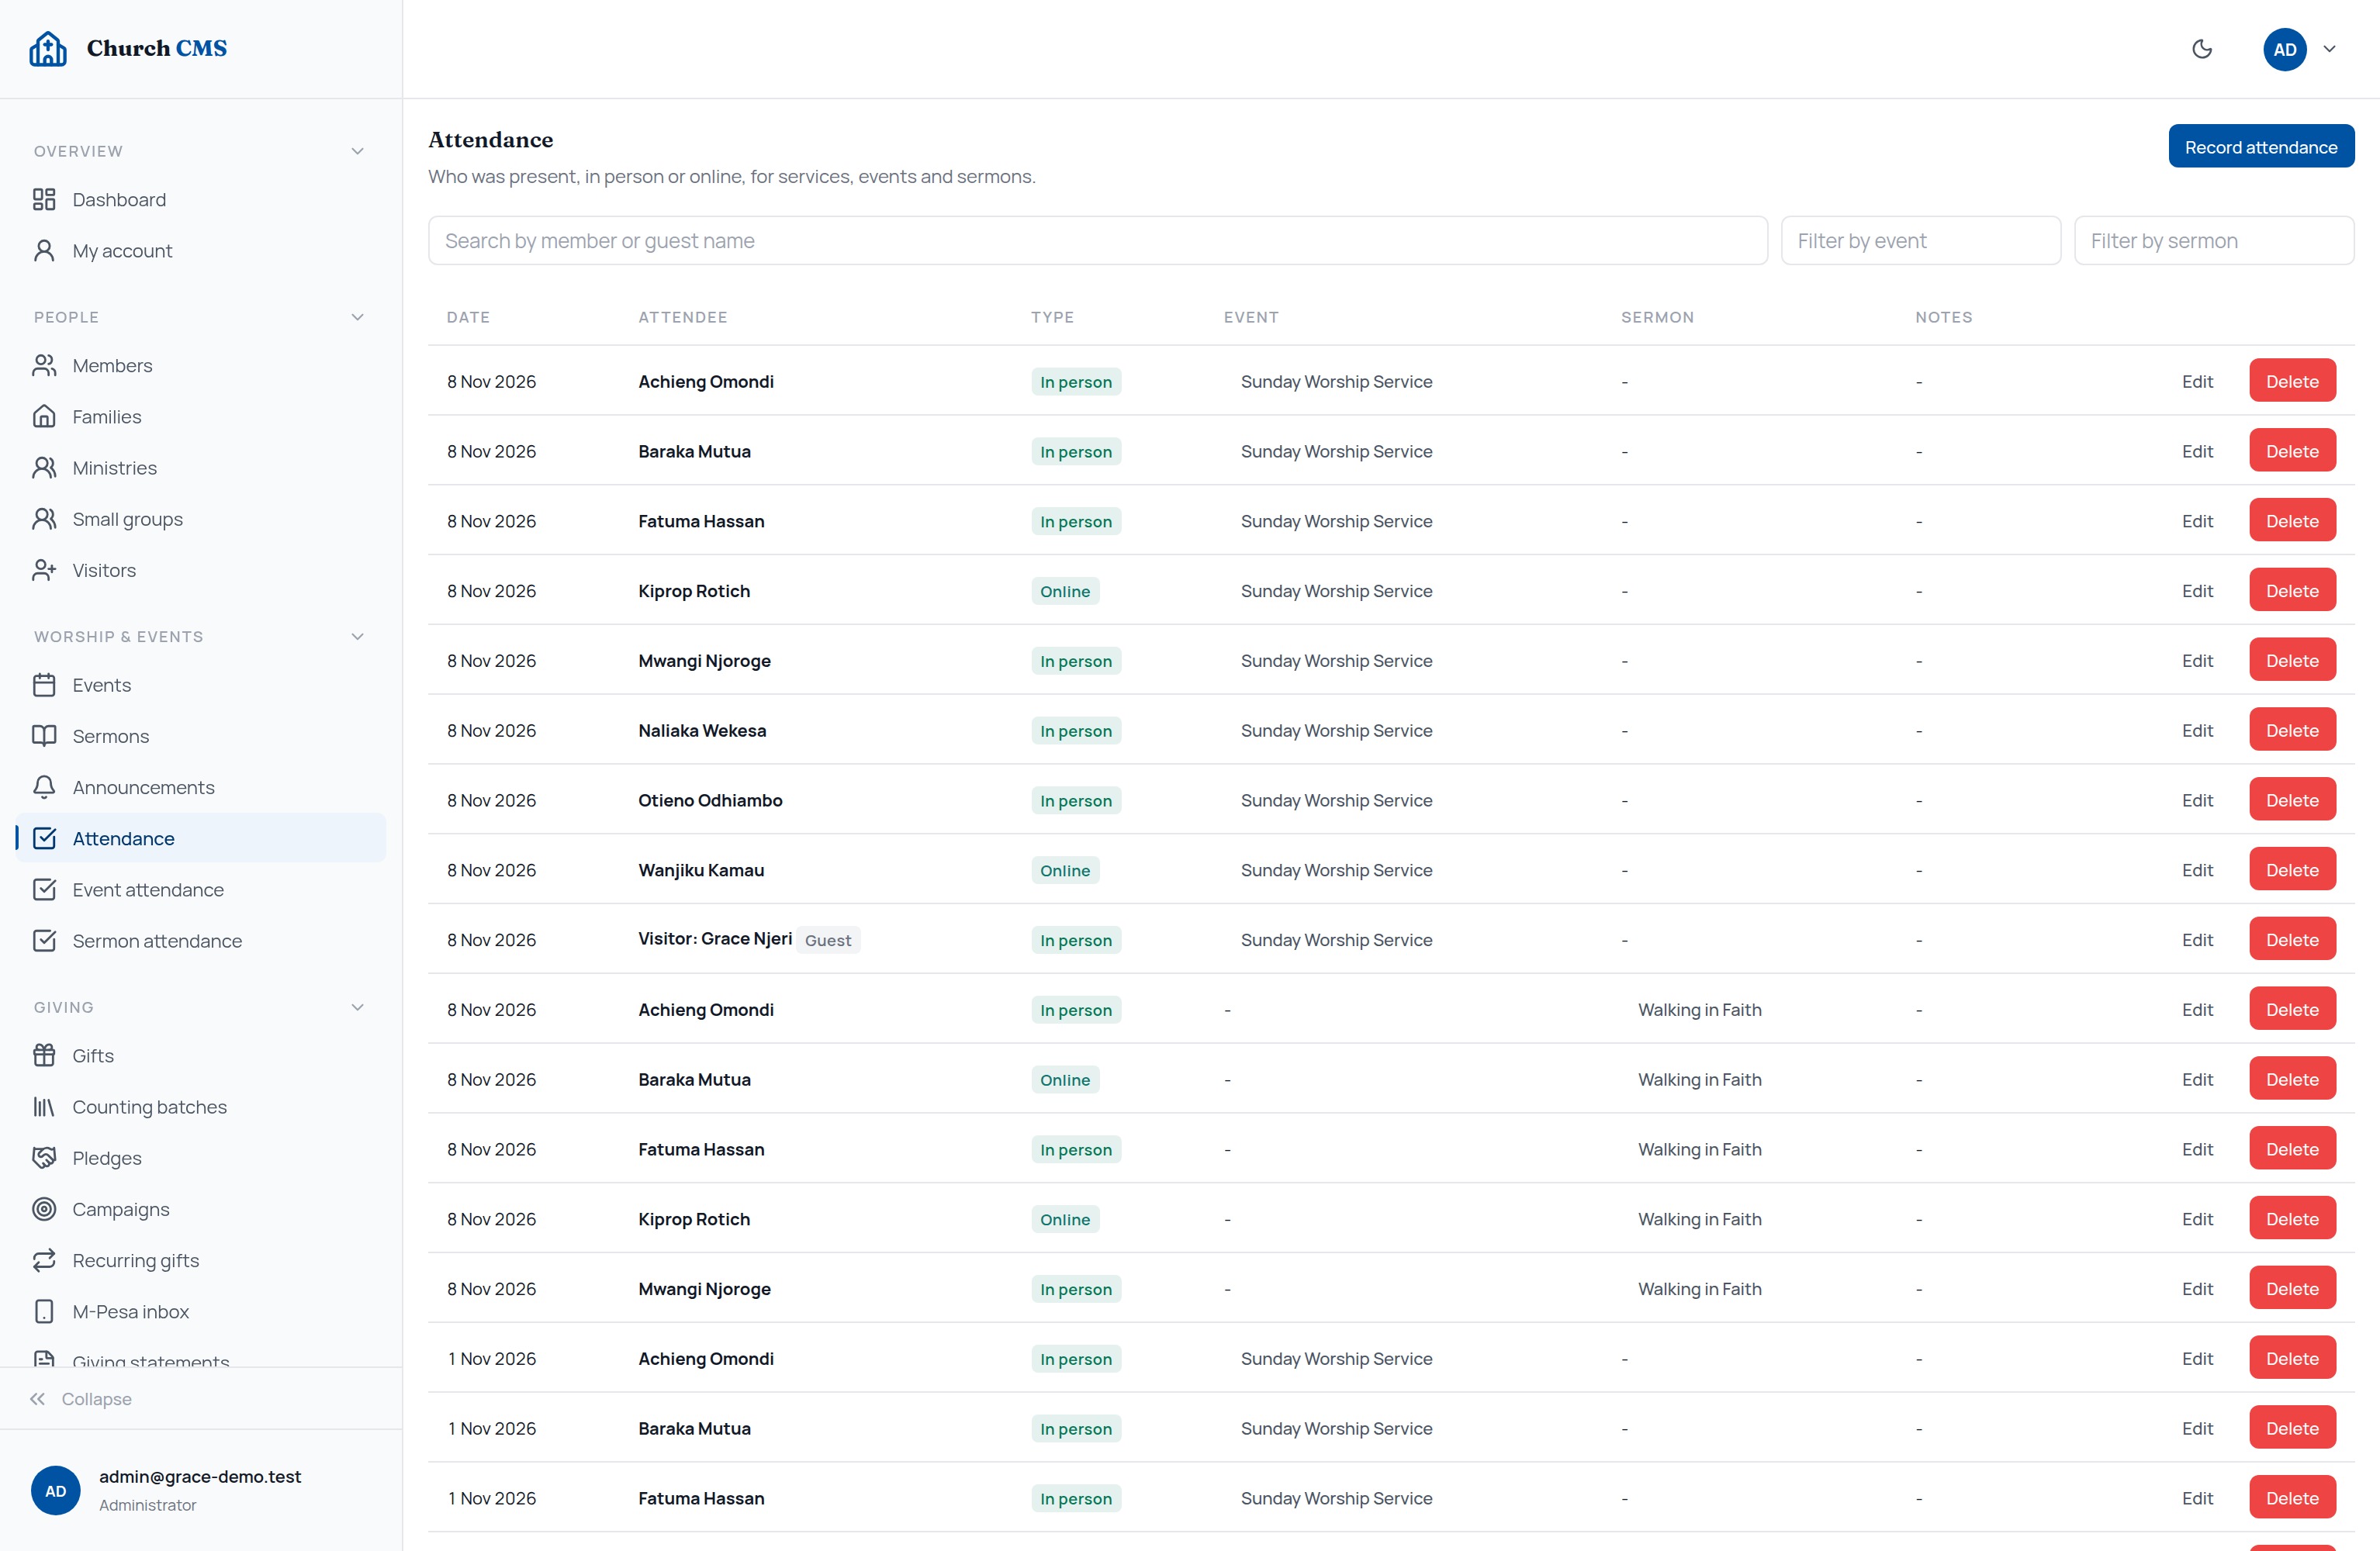 Church CMS
AD
OVERVIEW
Dashboard
My account
PEOPLE
Members
Families
Ministries
Small groups
Visitors
WORSHIP & EVENTS
Events
Sermons
Announcements
Attendance
Event attendance
Sermon attendance
GIVING
Gifts
Counting batches
Pledges
Campaigns
Recurring gifts
M-Pesa inbox
Giving statements
Collapse
AD
admin@grace-demo.test
Administrator
Attendance
Record attendance
Who was present, in person or online, for services, events and sermons.
Search by member or guest name Filter by event Filter by sermon
DATE ATTENDEE TYPE EVENT SERMON NOTES
8 Nov 2026 Achieng Omondi In person Sunday Worship Service - - Edit Delete
8 Nov 2026 Baraka Mutua In person Sunday Worship Service - - Edit Delete
8 Nov 2026 Fatuma Hassan In person Sunday Worship Service - - Edit Delete
8 Nov 2026 Kiprop Rotich Online Sunday Worship Service - - Edit Delete
8 Nov 2026 Mwangi Njoroge In person Sunday Worship Service - - Edit Delete
8 Nov 2026 Naliaka Wekesa In person Sunday Worship Service - - Edit Delete
8 Nov 2026 Otieno Odhiambo In person Sunday Worship Service - - Edit Delete
8 Nov 2026 Wanjiku Kamau Online Sunday Worship Service - - Edit Delete
8 Nov 2026 Visitor: Grace Njeri Guest In person Sunday Worship Service - - Edit Delete
8 Nov 2026 Achieng Omondi In person - Walking in Faith - Edit Delete
8 Nov 2026 Baraka Mutua Online - Walking in Faith - Edit Delete
8 Nov 2026 Fatuma Hassan In person - Walking in Faith - Edit Delete
8 Nov 2026 Kiprop Rotich Online - Walking in Faith - Edit Delete
8 Nov 2026 Mwangi Njoroge In person - Walking in Faith - Edit Delete
1 Nov 2026 Achieng Omondi In person Sunday Worship Service - - Edit Delete
1 Nov 2026 Baraka Mutua In person Sunday Worship Service - - Edit Delete
1 Nov 2026 Fatuma Hassan In person Sunday Worship Service - - Edit Delete